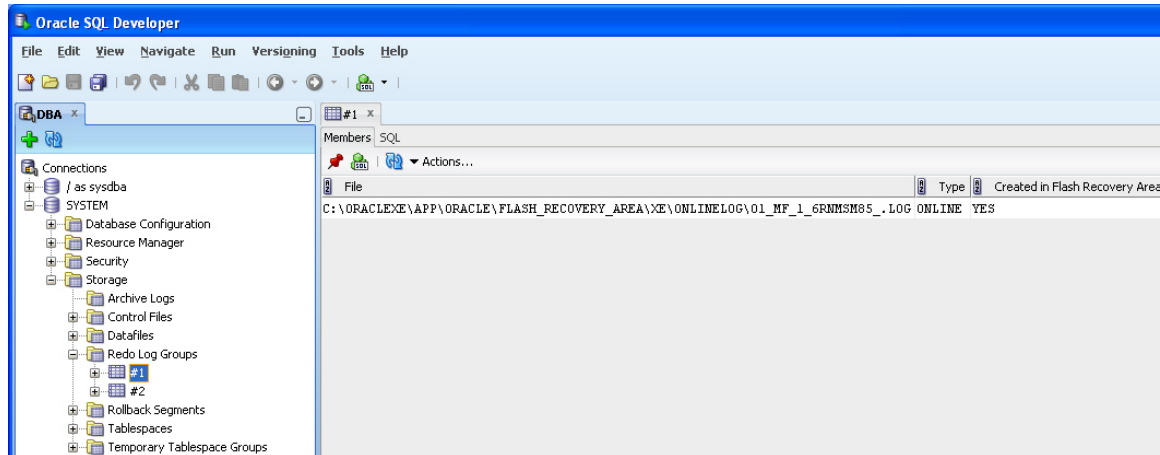 Oracle SQL Developer
File Edit View Navigate Run Versioning Tools Help
DBA
#1
Members SQL
Actions...
Connections
/ as sysdba
SYSTEM
Database Configuration
Resource Manager
Security
Storage
Archive Logs
Control Files
Datafiles
Redo Log Groups
#1
#2
Rollback Segments
Tablespaces
Temporary Tablespace Groups
File Type Created in Flash Recovery Area
C:\ORACLEXE\APP\ORACLE\FLASH_RECOVERY_AREA\XE\ONLINELOG\O1_MF_1_6RNMSM85_.LOG ONLINE YES